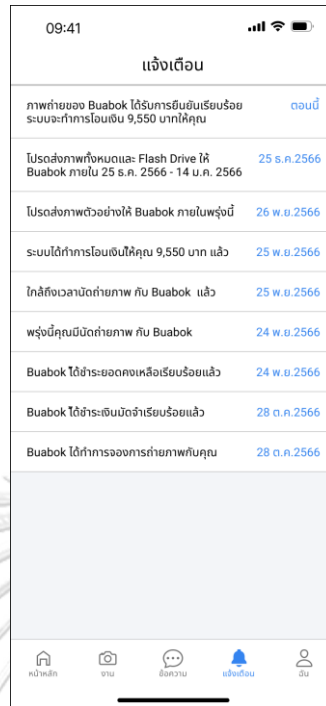 09:41
แจ้งเตือน
ภาพถ่ายของ Buabok ได้รับการยืนยันเรียบร้อย ตอนนี้
ระบบจะทำการโอนเงิน 9,550 บาทให้คุณ
โปรดส่งภาพทั้งหมดและ Flash Drive ให้ 25 ธ.ค.2566
Buabok ภายใน 25 ธ.ค. 2566 - 14 ม.ค. 2566
โปรดส่งภาพตัวอย่างให้ Buabok ภายในพรุ่งนี้ 26 พ.ย.2566
ระบบได้ทำการโอนเงินให้คุณ 9,550 บาท แล้ว 25 พ.ย.2566
ใกล้ถึงเวลานัดถ่ายภาพ กับ Buabok แล้ว 25 พ.ย.2566
พรุ่งนี้คุณมีนัดถ่ายภาพ กับ Buabok 24 พ.ย.2566
Buabok ได้ชำระยอดคงเหลือเรียบร้อยแล้ว 24 พ.ย.2566
Buabok ได้ชำระเงินมัดจำเรียบร้อยแล้ว 28 ต.ค.2566
Buabok ได้ทำการจองการถ่ายภาพกับคุณ 28 ต.ค.2566
หน้าหลัก งาน ข้อความ แจ้งเตือน ฉัน